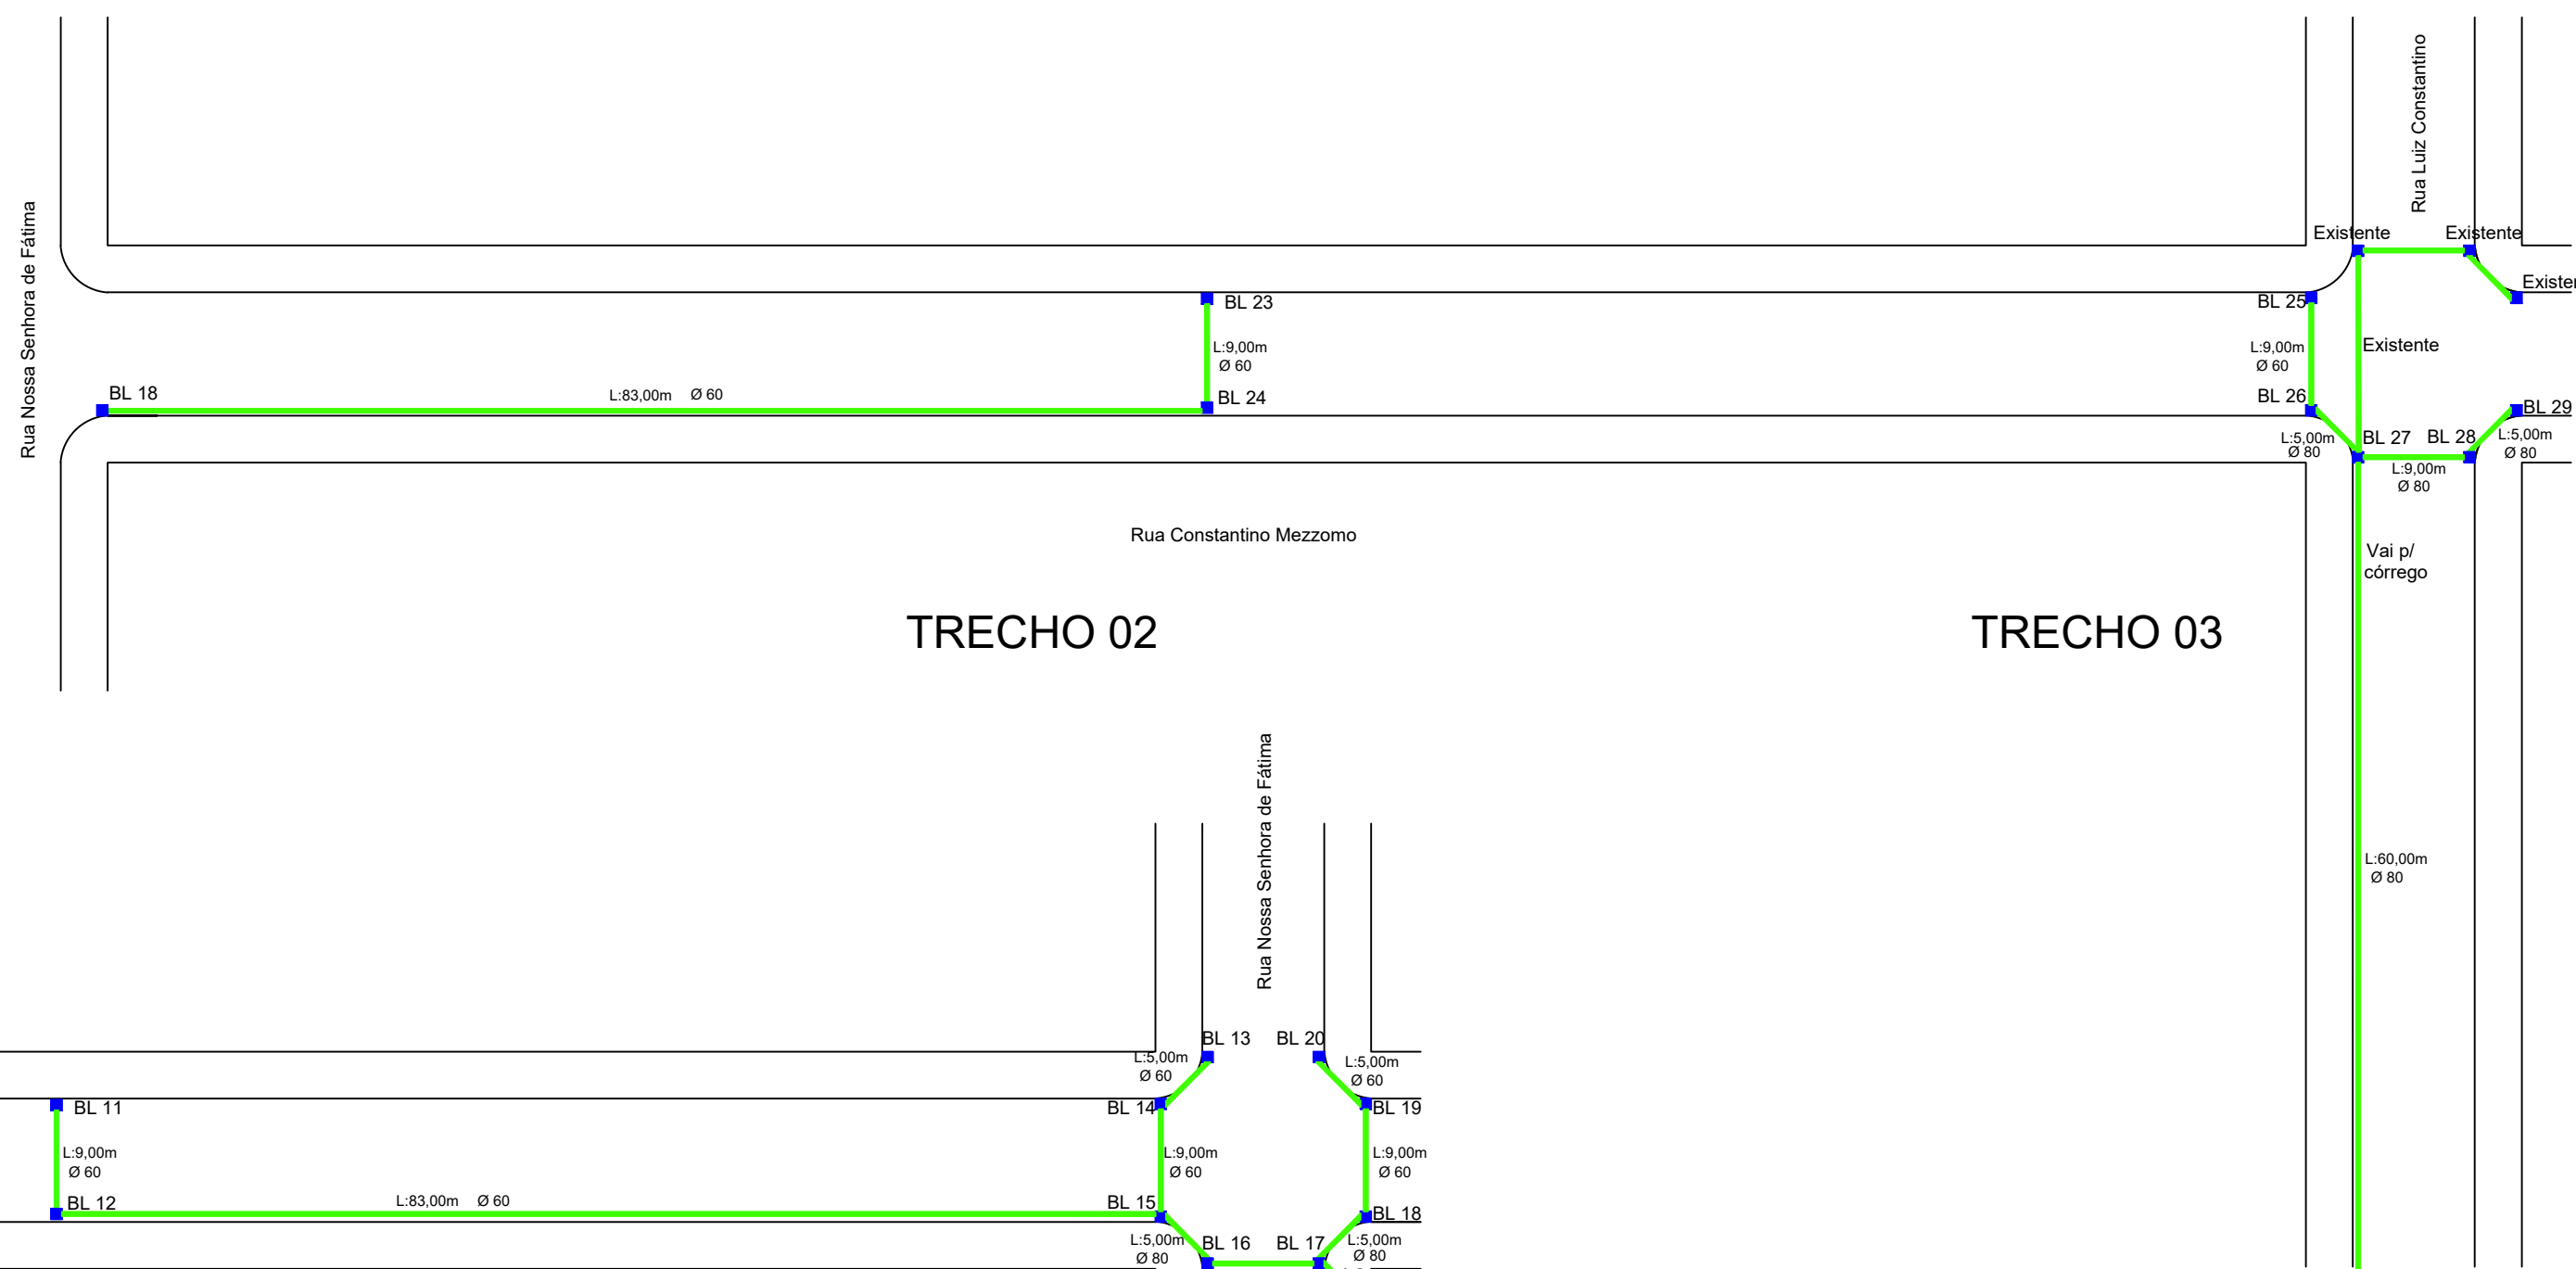 Rua Nossa Senhora de Fátima
Rua Luiz Constantino
Existente
Existente
BL 23
BL 25
L:9,00m
Ø 60
L:9,00m
Ø 60
Existente
BL 18
L:83,00m Ø 60
BL 24
BL 26
BL 29
L:5,00m
Ø 80
BL 27
BL 28
L:5,00m
Ø 80
L:9,00m
Ø 80
Rua Constantino Mezzomo
Vai p/
córrego
TRECHO 02
TRECHO 03
Rua Nossa Senhora de Fátima
L:60,00m
Ø 80
BL 13
BL 20
L:5,00m
Ø 60
L:5,00m
Ø 60
BL 11
BL 14
BL 19
L:9,00m
Ø 60
L:9,00m
Ø 60
L:9,00m
Ø 60
BL 12
L:83,00m Ø 60
BL 15
BL 18
L:5,00m
Ø 80
BL 16
BL 17
L:5,00m
Ø 80